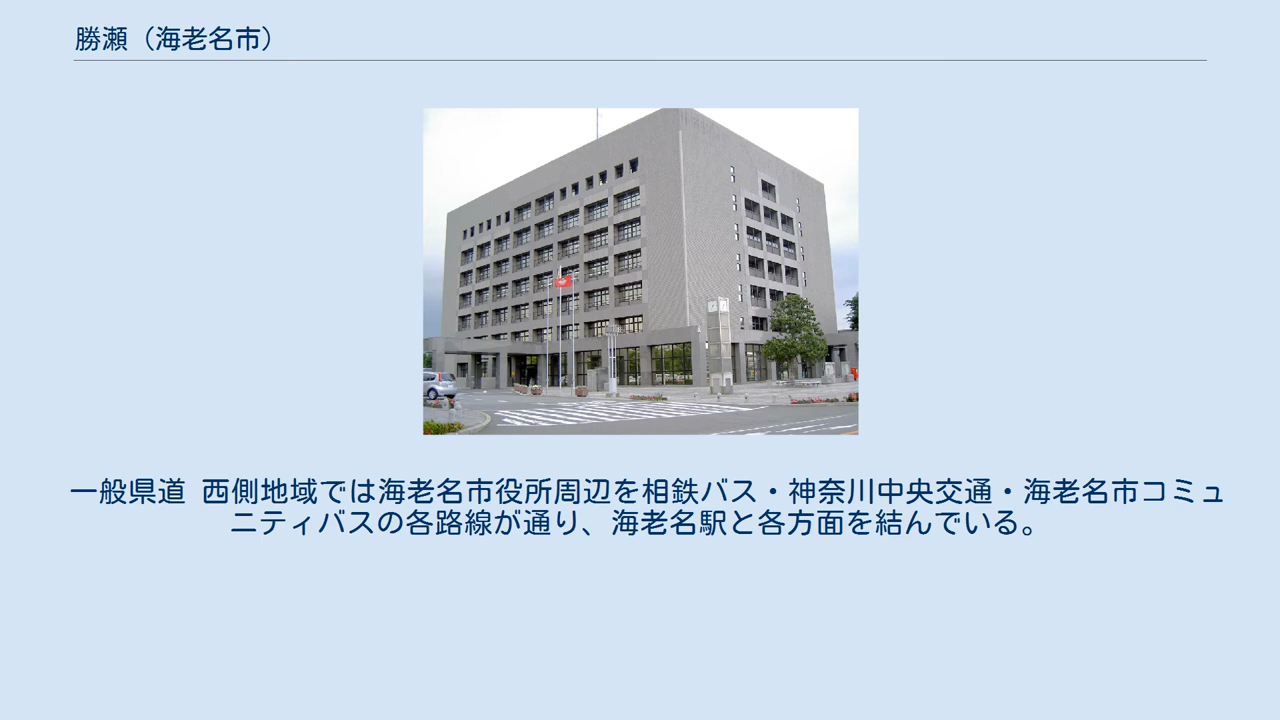 勝瀬（海老名市）
一般県道 西側地域では海老名市役所周辺を相鉄バス・神奈川中央交通・海老名市コミュ
ニティバスの各路線が通り、海老名駅と各方面を結んでいる。